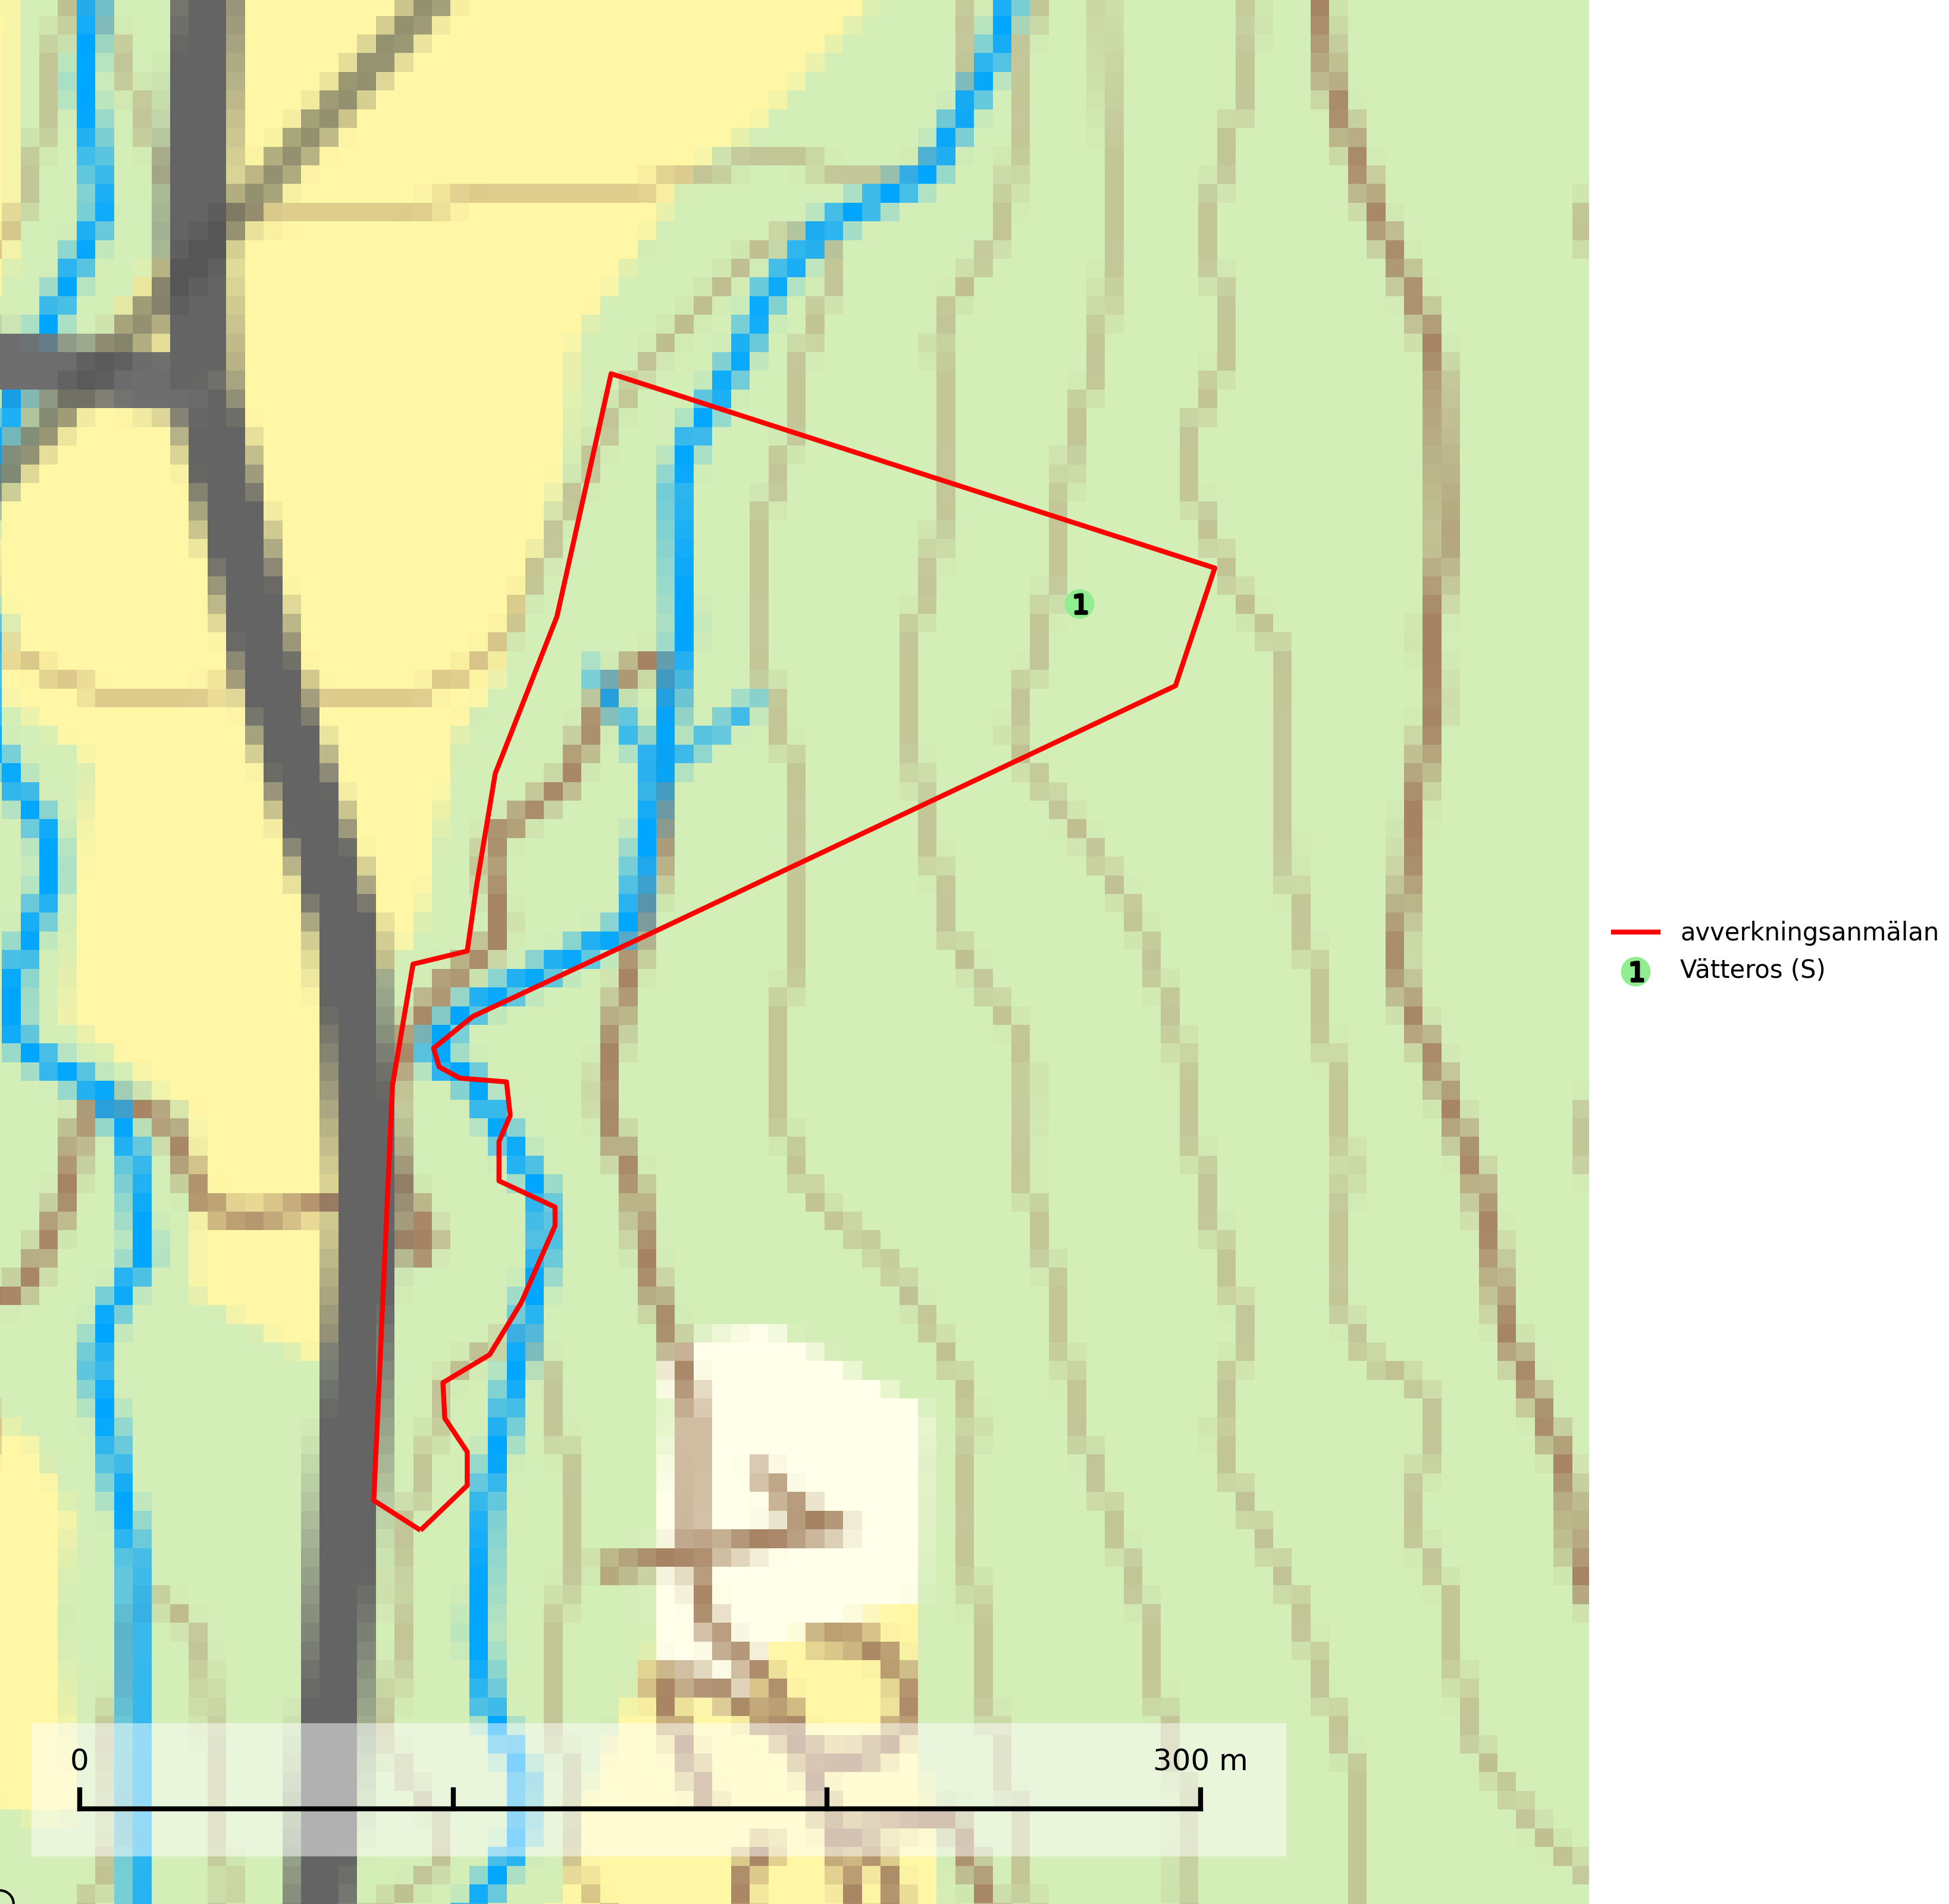 1
avverkningsanmälan
1 Vätteros (S)
0 300 m